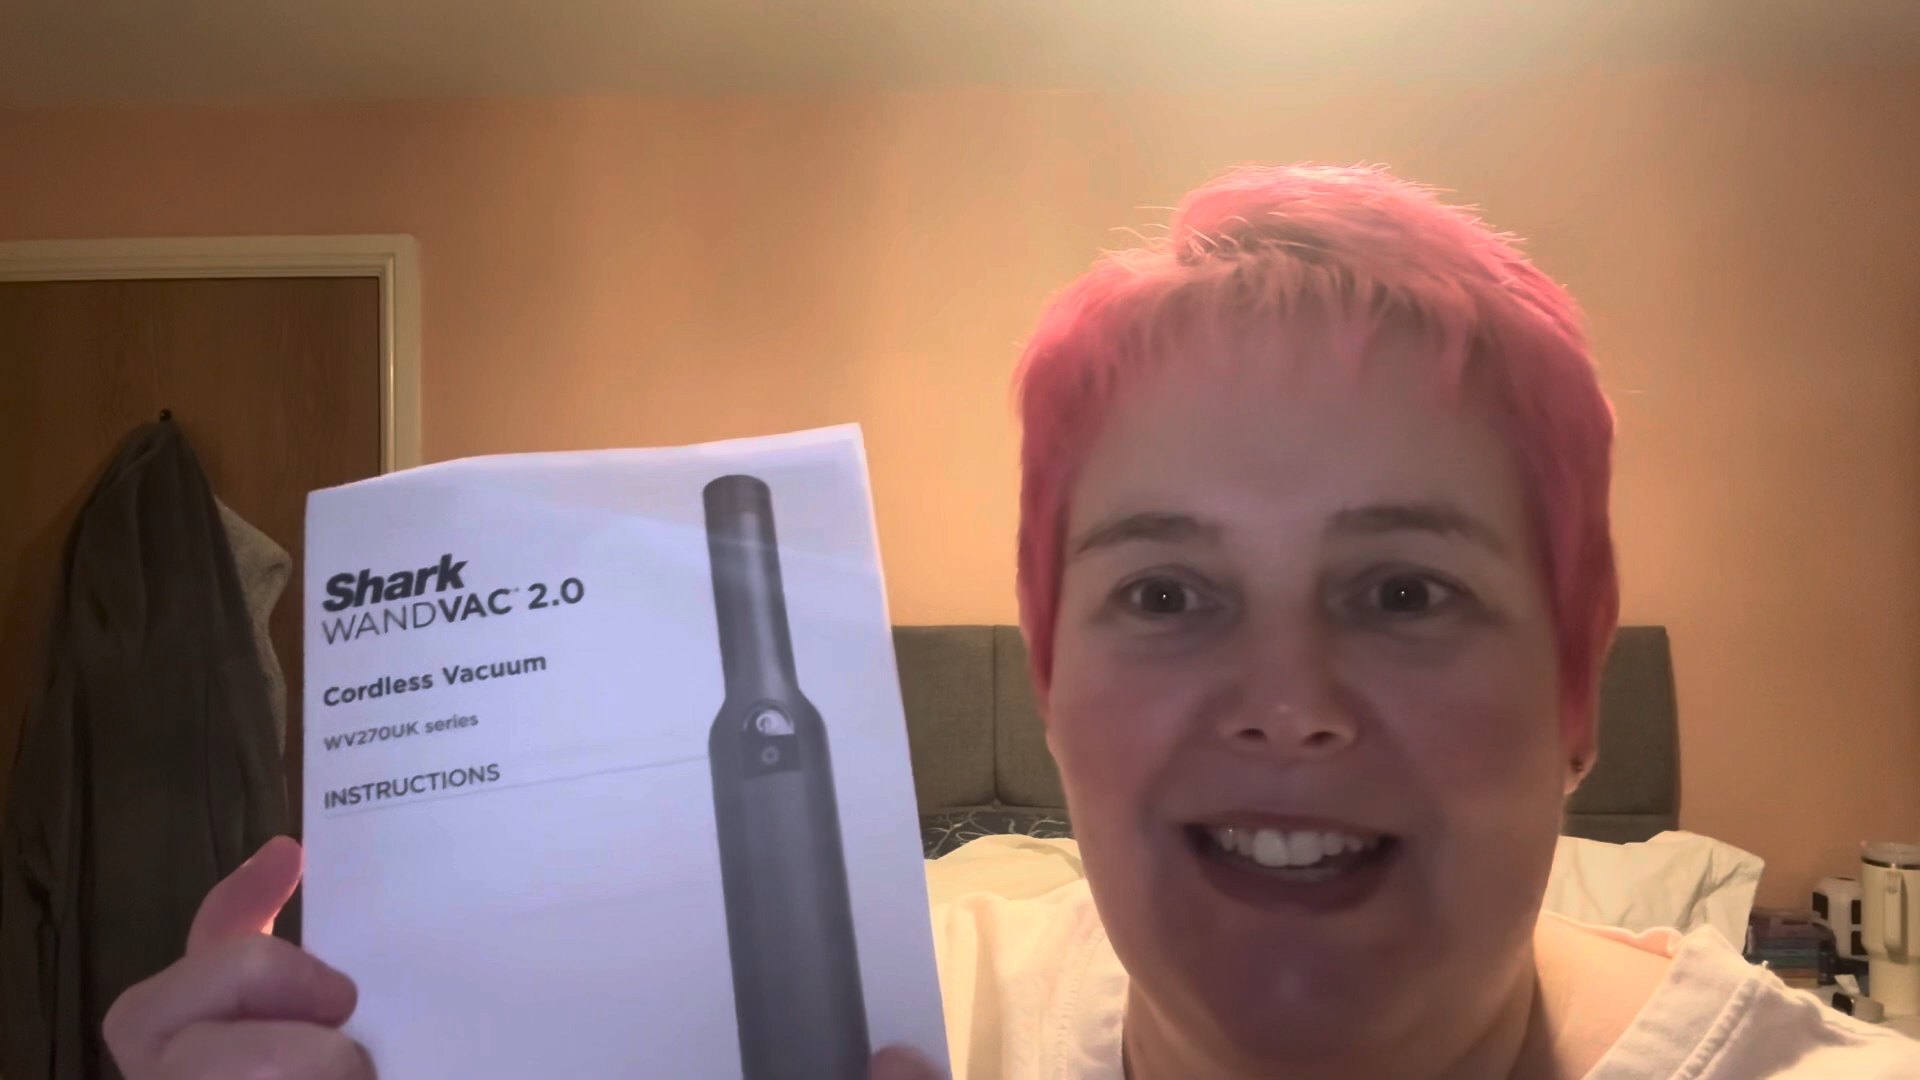 Shark
WANDVAC 2.0
Cordless Vacuum
WV270UK series
INSTRUCTIONS